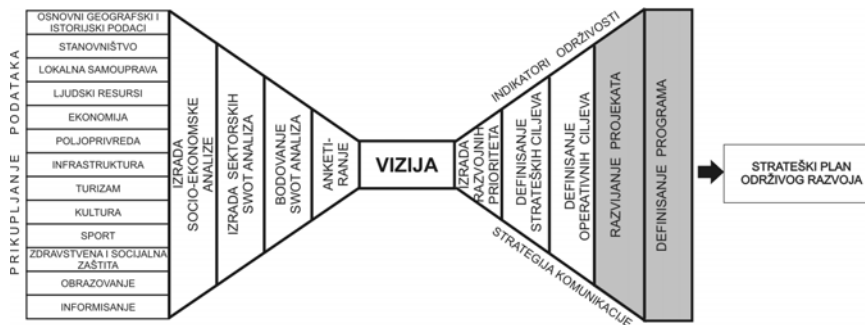 PRIKUPLJANJE PODATAKA
OSNOVNI GEOGRAFSKI I
ISTORIJSKI PODACI
STANOVNIŠTVO
LOKALNA SAMOUPRAVA
LJUDSKI RESURSI
EKONOMIJA
POLJOPRIVREDA
INFRASTRUKTURA
TURIZAM
KULTURA
SPORT
ZDRAVSTVENA I SOCIJALNA
ZAŠTITA
OBRAZOVANJE
INFORMISANJE
IZRADA
SOCIO-EKONOMSKE
ANALIZE
IZRADA SEKTORSKIH
SWOT ANALIZA
BODOVANJE
SWOT ANALIZA
ANKETI-
RANJE
VIZIJA
INDIKATORI ODRŽIVOSTI
IZRADA
RAZVOJNIH
PRIORITETA
DEFINISANJE
STRATEŠKIH CILJEVA
DEFINISANJE
OPERATIVNIH CILJEVA
RAZVIJANJE PROJEKATA
DEFINISANJE PROGRAMA
STRATEGIJA KOMUNIKACIJE
STRATEŠKI PLAN
ODRŽIVOG RAZVOJA